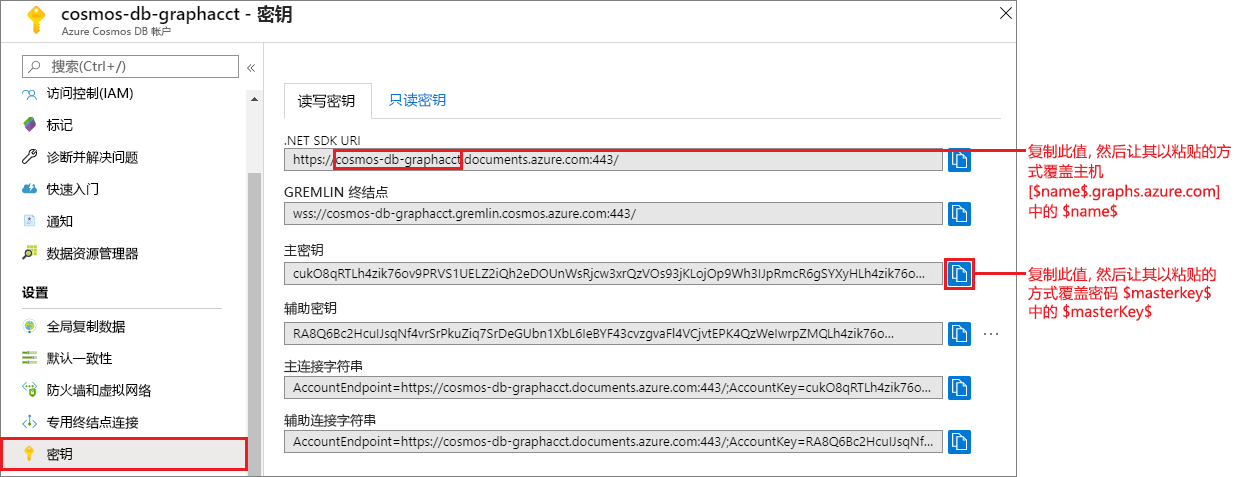 cosmos-db-graphacct - 密钥
Azure Cosmos DB 帐户
搜索(Ctrl+/)
访问控制(IAM)
标记
诊断并解决问题
快速入门
通知
数据资源管理器
设置
全局复制数据
默认一致性
防火墙和虚拟网络
专用终结点连接
密钥
读写密钥
只读密钥
.NET SDK URI
https://cosmos-db-graphacct.documents.azure.com:443/
GREMLIN 终结点
wss://cosmos-db-graphacct.gremlin.cosmos.azure.com:443/
主密钥
cukO8qRTLh4zik76ov9PRVS1UELZ2iQh2eDOUnWsRjcw3xrQzVOs93jKLojOp9Wh3IJpRmcR6gSYXyHLh4zik76o...
辅助密钥
RA8Q6Bc2HcuIJsqNf4vrSrPkuZiq7SrDeGUbn1XbL6IeBYF43cvzgvaFl4VCjvtEPK4QzWeIwrpZMQLh4zik76o...
主连接字符串
AccountEndpoint=https://cosmos-db-graphacct.documents.azure.com:443/;AccountKey=cukO8qRTLh4zik76o...
辅助连接字符串
AccountEndpoint=https://cosmos-db-graphacct.documents.azure.com:443/;AccountKey=RA8Q6Bc2HcuIJsqNf...
复制此值, 然后让其以粘贴的方
式覆盖主机
[$name$.graphs.azure.com]
中的 $name$
复制此值, 然后让其以粘贴的
方式覆盖密码 $masterkey$
中的 $masterKey$